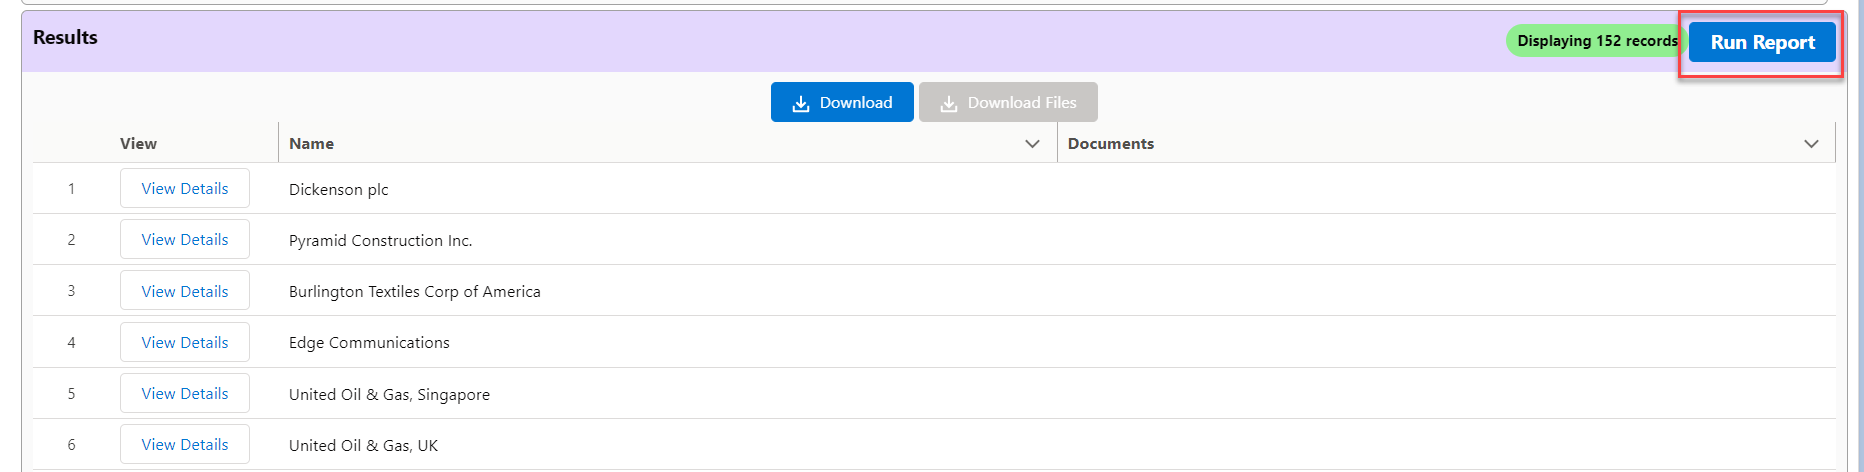 Results Displaying 152 records Run Report
Download Download Files
View Name Documents
1 View Details Dickenson plc
2 View Details Pyramid Construction Inc.
3 View Details Burlington Textiles Corp of America
4 View Details Edge Communications
5 View Details United Oil & Gas, Singapore
6 View Details United Oil & Gas, UK